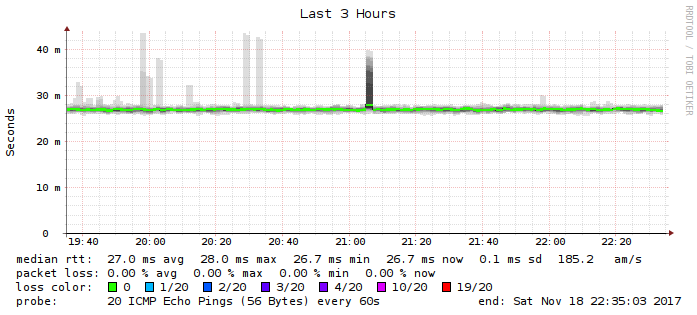 Last 3 Hours
RRDTOOL / TOBI OETIKER
Seconds
40 m
30 m
20 m
10 m
0
19:40 20:00 20:20 20:40 21:00 21:20 21:40 22:00 22:20
median rtt: 27.0 ms avg 28.0 ms max 26.7 ms min 26.7 ms now 0.1 ms sd 185.2 am/s
packet loss: 0.00 % avg 0.00 % max 0.00 % min 0.00 % now
loss color: 0 1/20 2/20 3/20 4/20 10/20 19/20
probe: 20 ICMP Echo Pings (56 Bytes) every 60s end: Sat Nov 18 22:35:03 2017